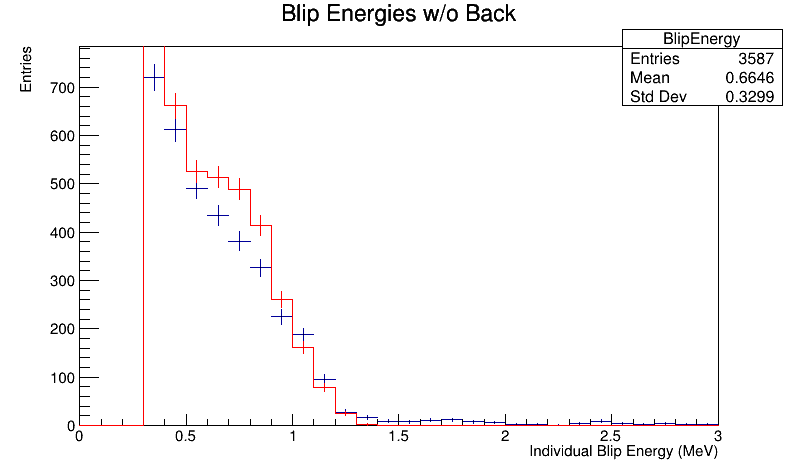 Blip Energies w/o Back
BlipEnergy
Entries 3587
Mean 0.6646
Std Dev 0.3299
Entries
700
600
500
400
300
200
100
0
0 0.5 1 1.5 2 2.5 3
Individual Blip Energy (MeV)